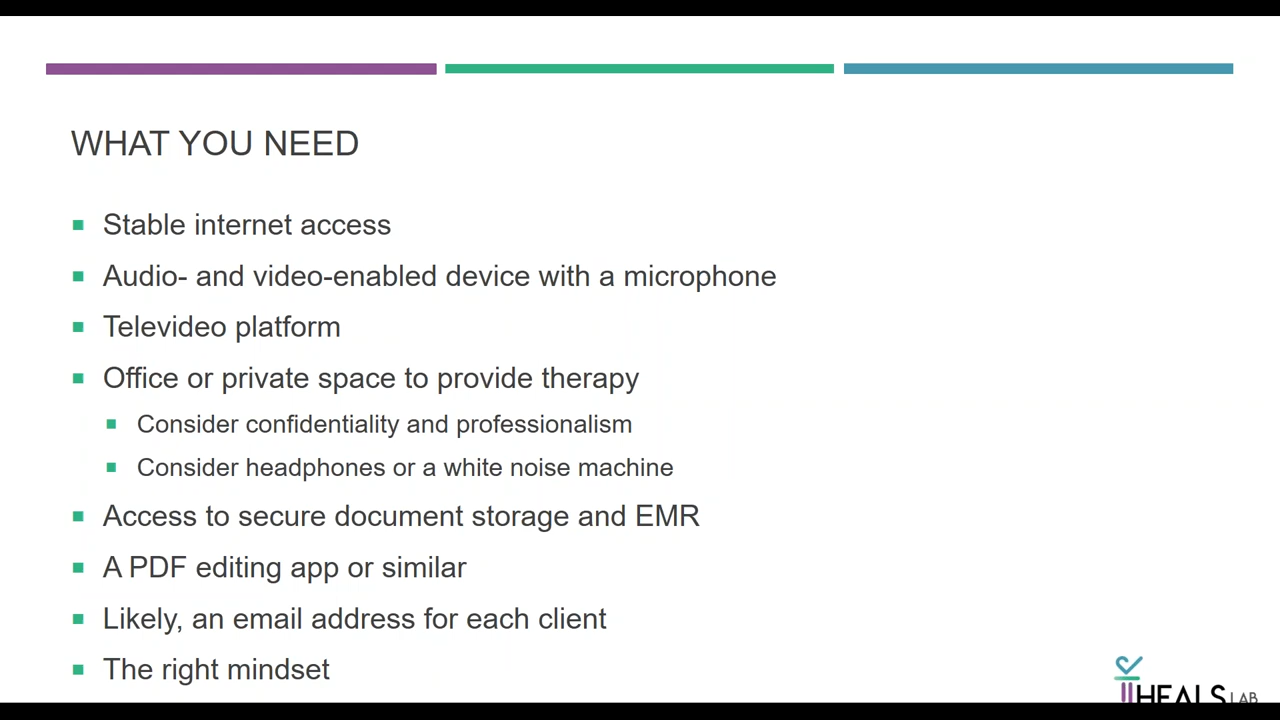 WHAT YOU NEED
Stable internet access
Audio- and video-enabled device with a microphone
Televideo platform
Office or private space to provide therapy
Consider confidentiality and professionalism
Consider headphones or a white noise machine
Access to secure document storage and EMR
A PDF editing app or similar
Likely, an email address for each client
The right mindset
HEALS LAB